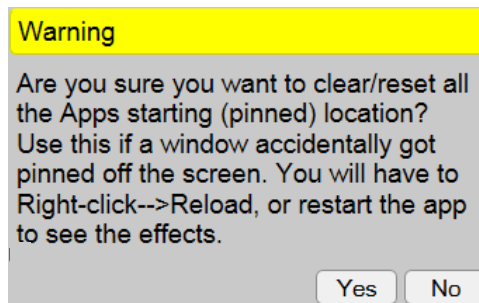 Warning
Are you sure you want to clear/reset all
the Apps starting (pinned) location?
Use this if a window accidentally got
pinned off the screen. You will have to
Right-click-->Reload, or restart the app
to see the effects.
Yes No